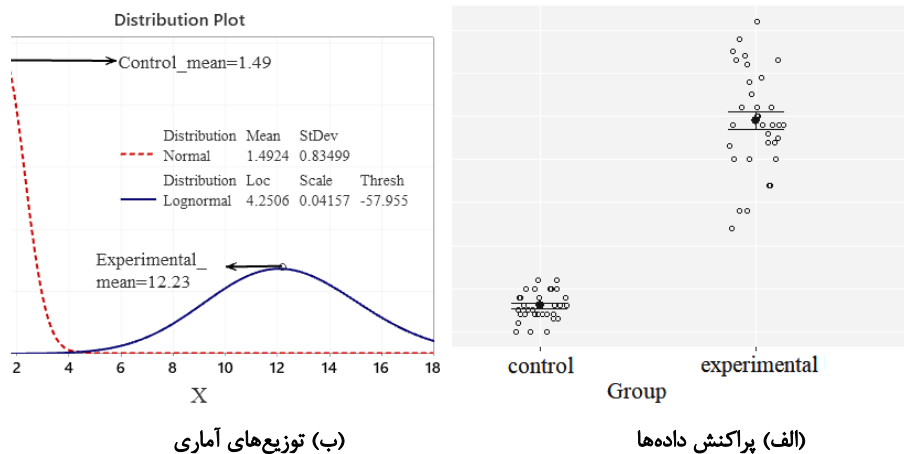 Distribution Plot
Control_mean=1.49
Distribution Mean StDev
Normal 1.4924 0.83499
Distribution Loc Scale Thresh
Lognormal 4.2506 0.04157 -57.955
Experimental_
mean=12.23
2 4 6 8 10 12 14 16 18
X
control experimental
Group
(الف) پراکنش داده‌ها
(ب) توزیع‌های آماری